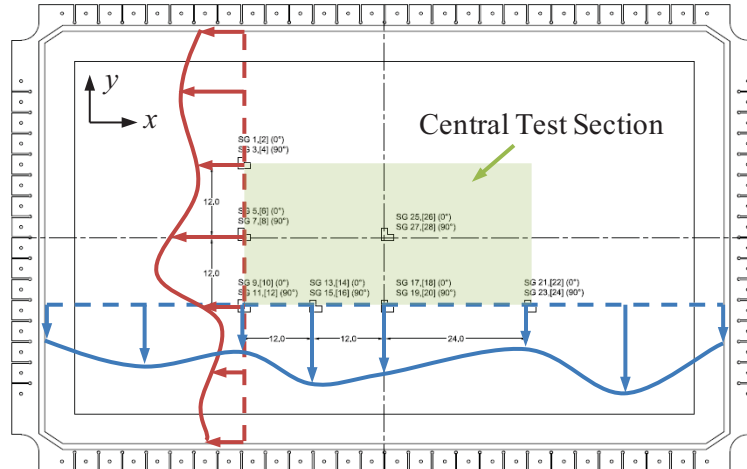 y
x
Central Test Section
SG 1,[2] (0°)
SG 3,[4] (90°)
12.0
SG 5,[6] (0°)
SG 7,[8] (90°)
SG 25,[26] (0°)
SG 27,[28] (90°)
12.0
SG 9,[10] (0°)
SG 11,[12] (90°)
SG 13,[14] (0°)
SG 15,[16] (90°)
SG 17,[18] (0°)
SG 19,[20] (90°)
SG 21,[22] (0°)
SG 23,[24] (90°)
12.0
12.0
24.0